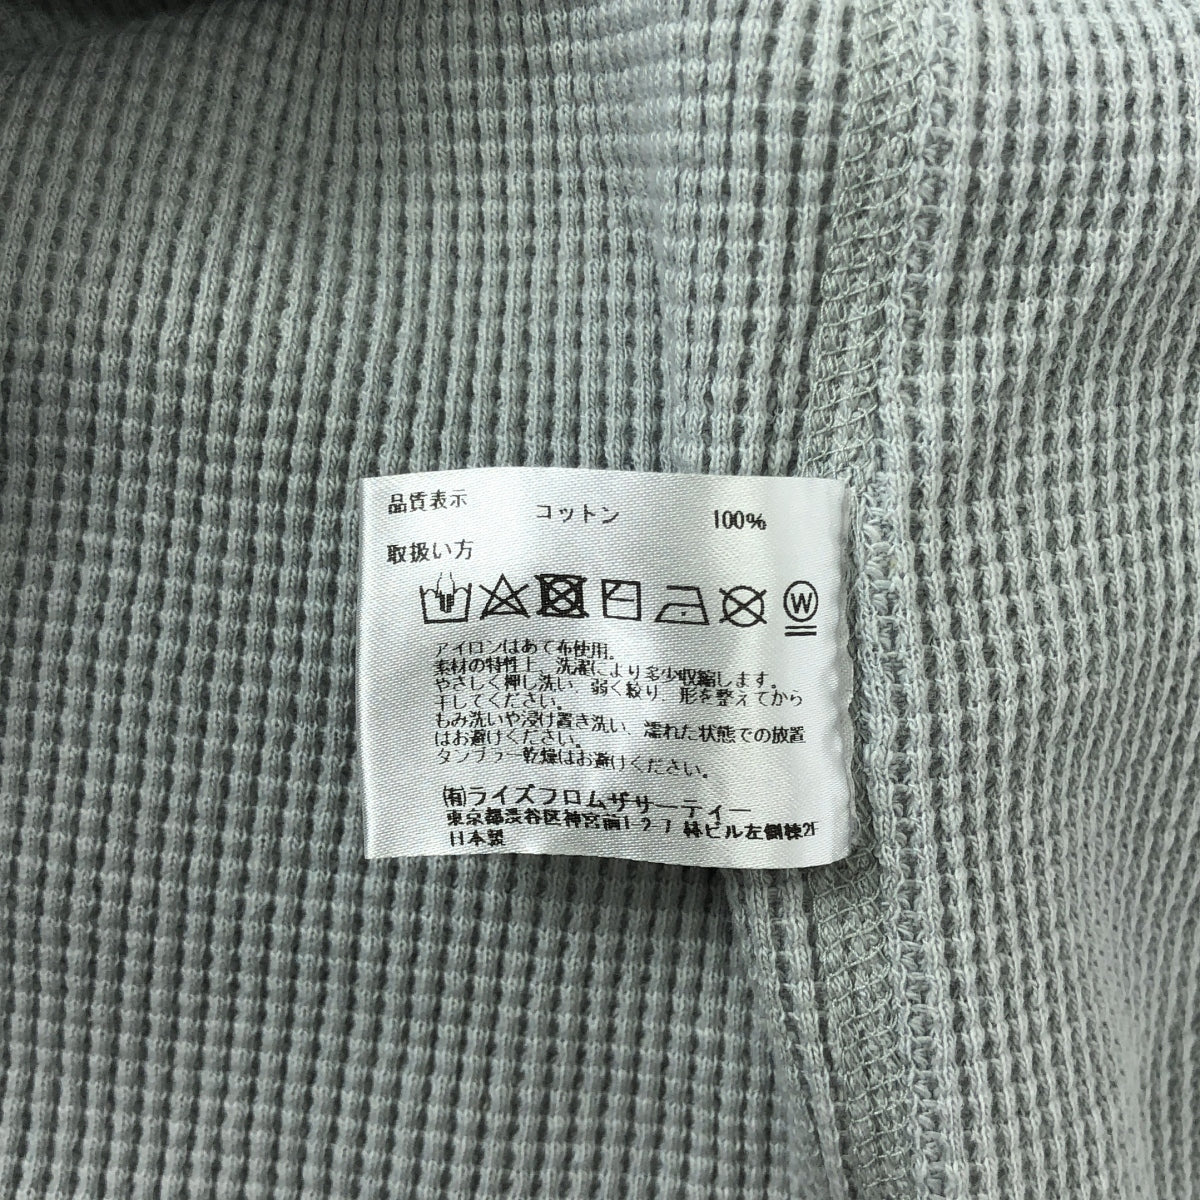 品質表示 コットン 100%
取扱い方
W
アイロンはあて布使用。
素材の特性上、洗濯により多少収縮します。
やさしく押し洗い、弱く絞り、形を整えてから
干してください。
もみ洗いや浸け置き洗い、濡れた状態での放置
はお避けください。
タンブラー乾燥はお避けください。
(有)ライズフロムザサーティー
東京都渋谷区神宮前1-2-7 林ビル左側棟2F
日本製